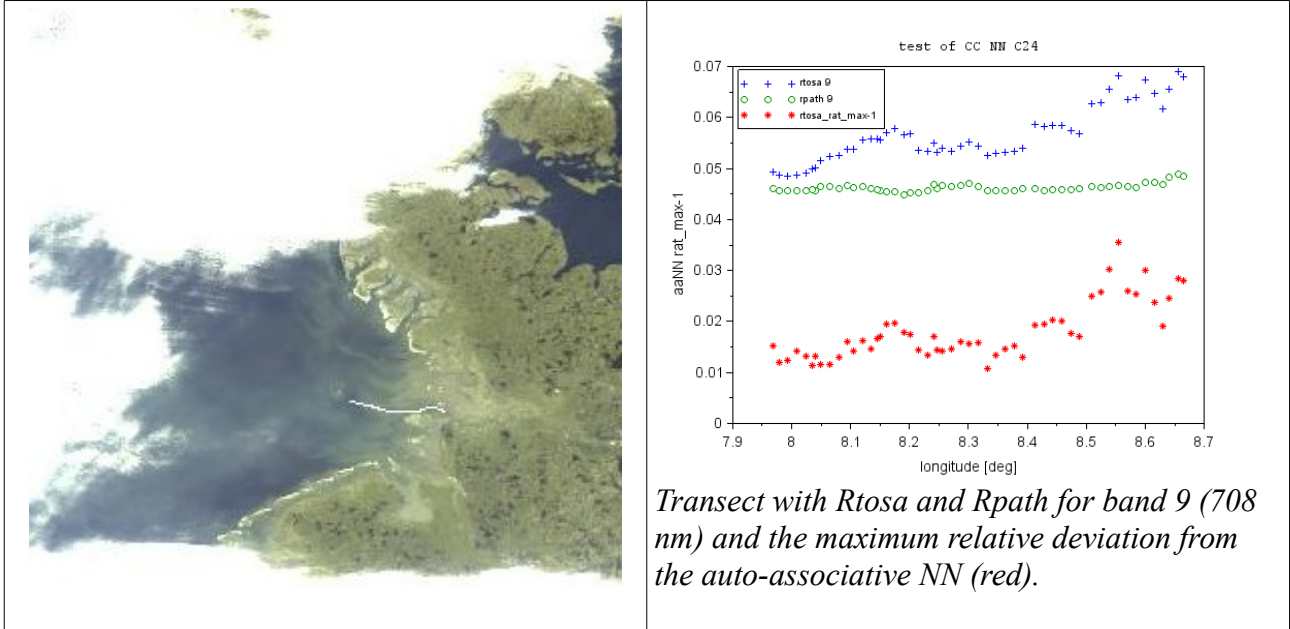 test of CC NN C24
0.07
0.06
0.05
0.04
0.03
0.02
0.01
0
aaNN rat_max-1
rtosa 9
rpath 9
rtosa_rat_max-1
7.9 8 8.1 8.2 8.3 8.4 8.5 8.6 8.7
longitude [deg]
Transect with Rtosa and Rpath for band 9 (708
nm) and the maximum relative deviation from
the auto-associative NN (red).